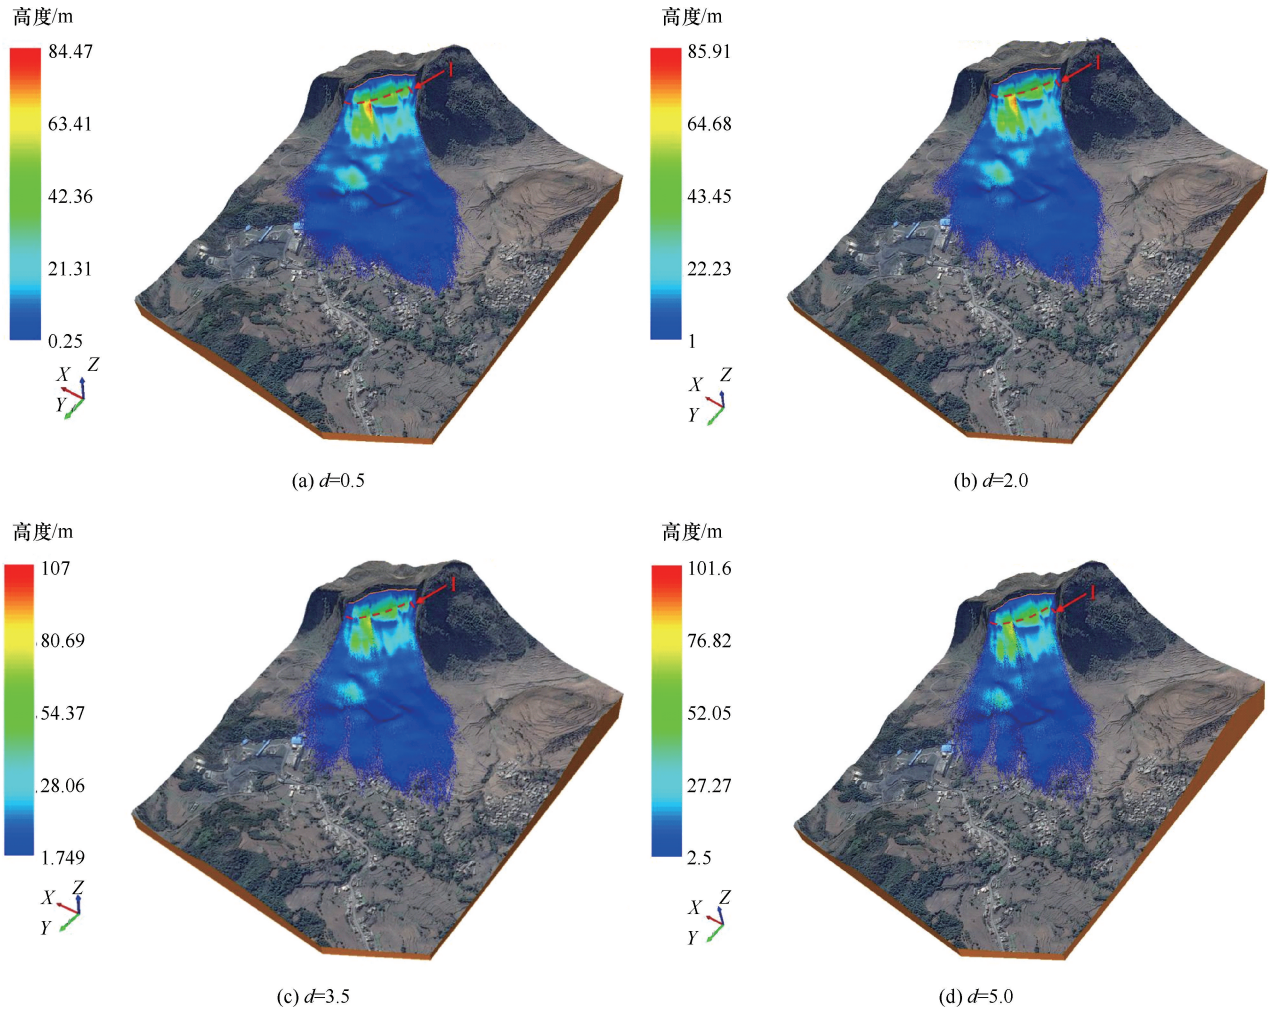 高度/m
84.47
63.41
42.36
21.31
0.25
X
Z
Y
I
(a) d=0.5
高度/m
85.91
64.68
43.45
22.23
1
X
Z
Y
I
(b) d=2.0
高度/m
107
80.69
54.37
28.06
1.749
X
Z
Y
I
(c) d=3.5
高度/m
101.6
76.82
52.05
27.27
2.5
X
Z
Y
I
(d) d=5.0